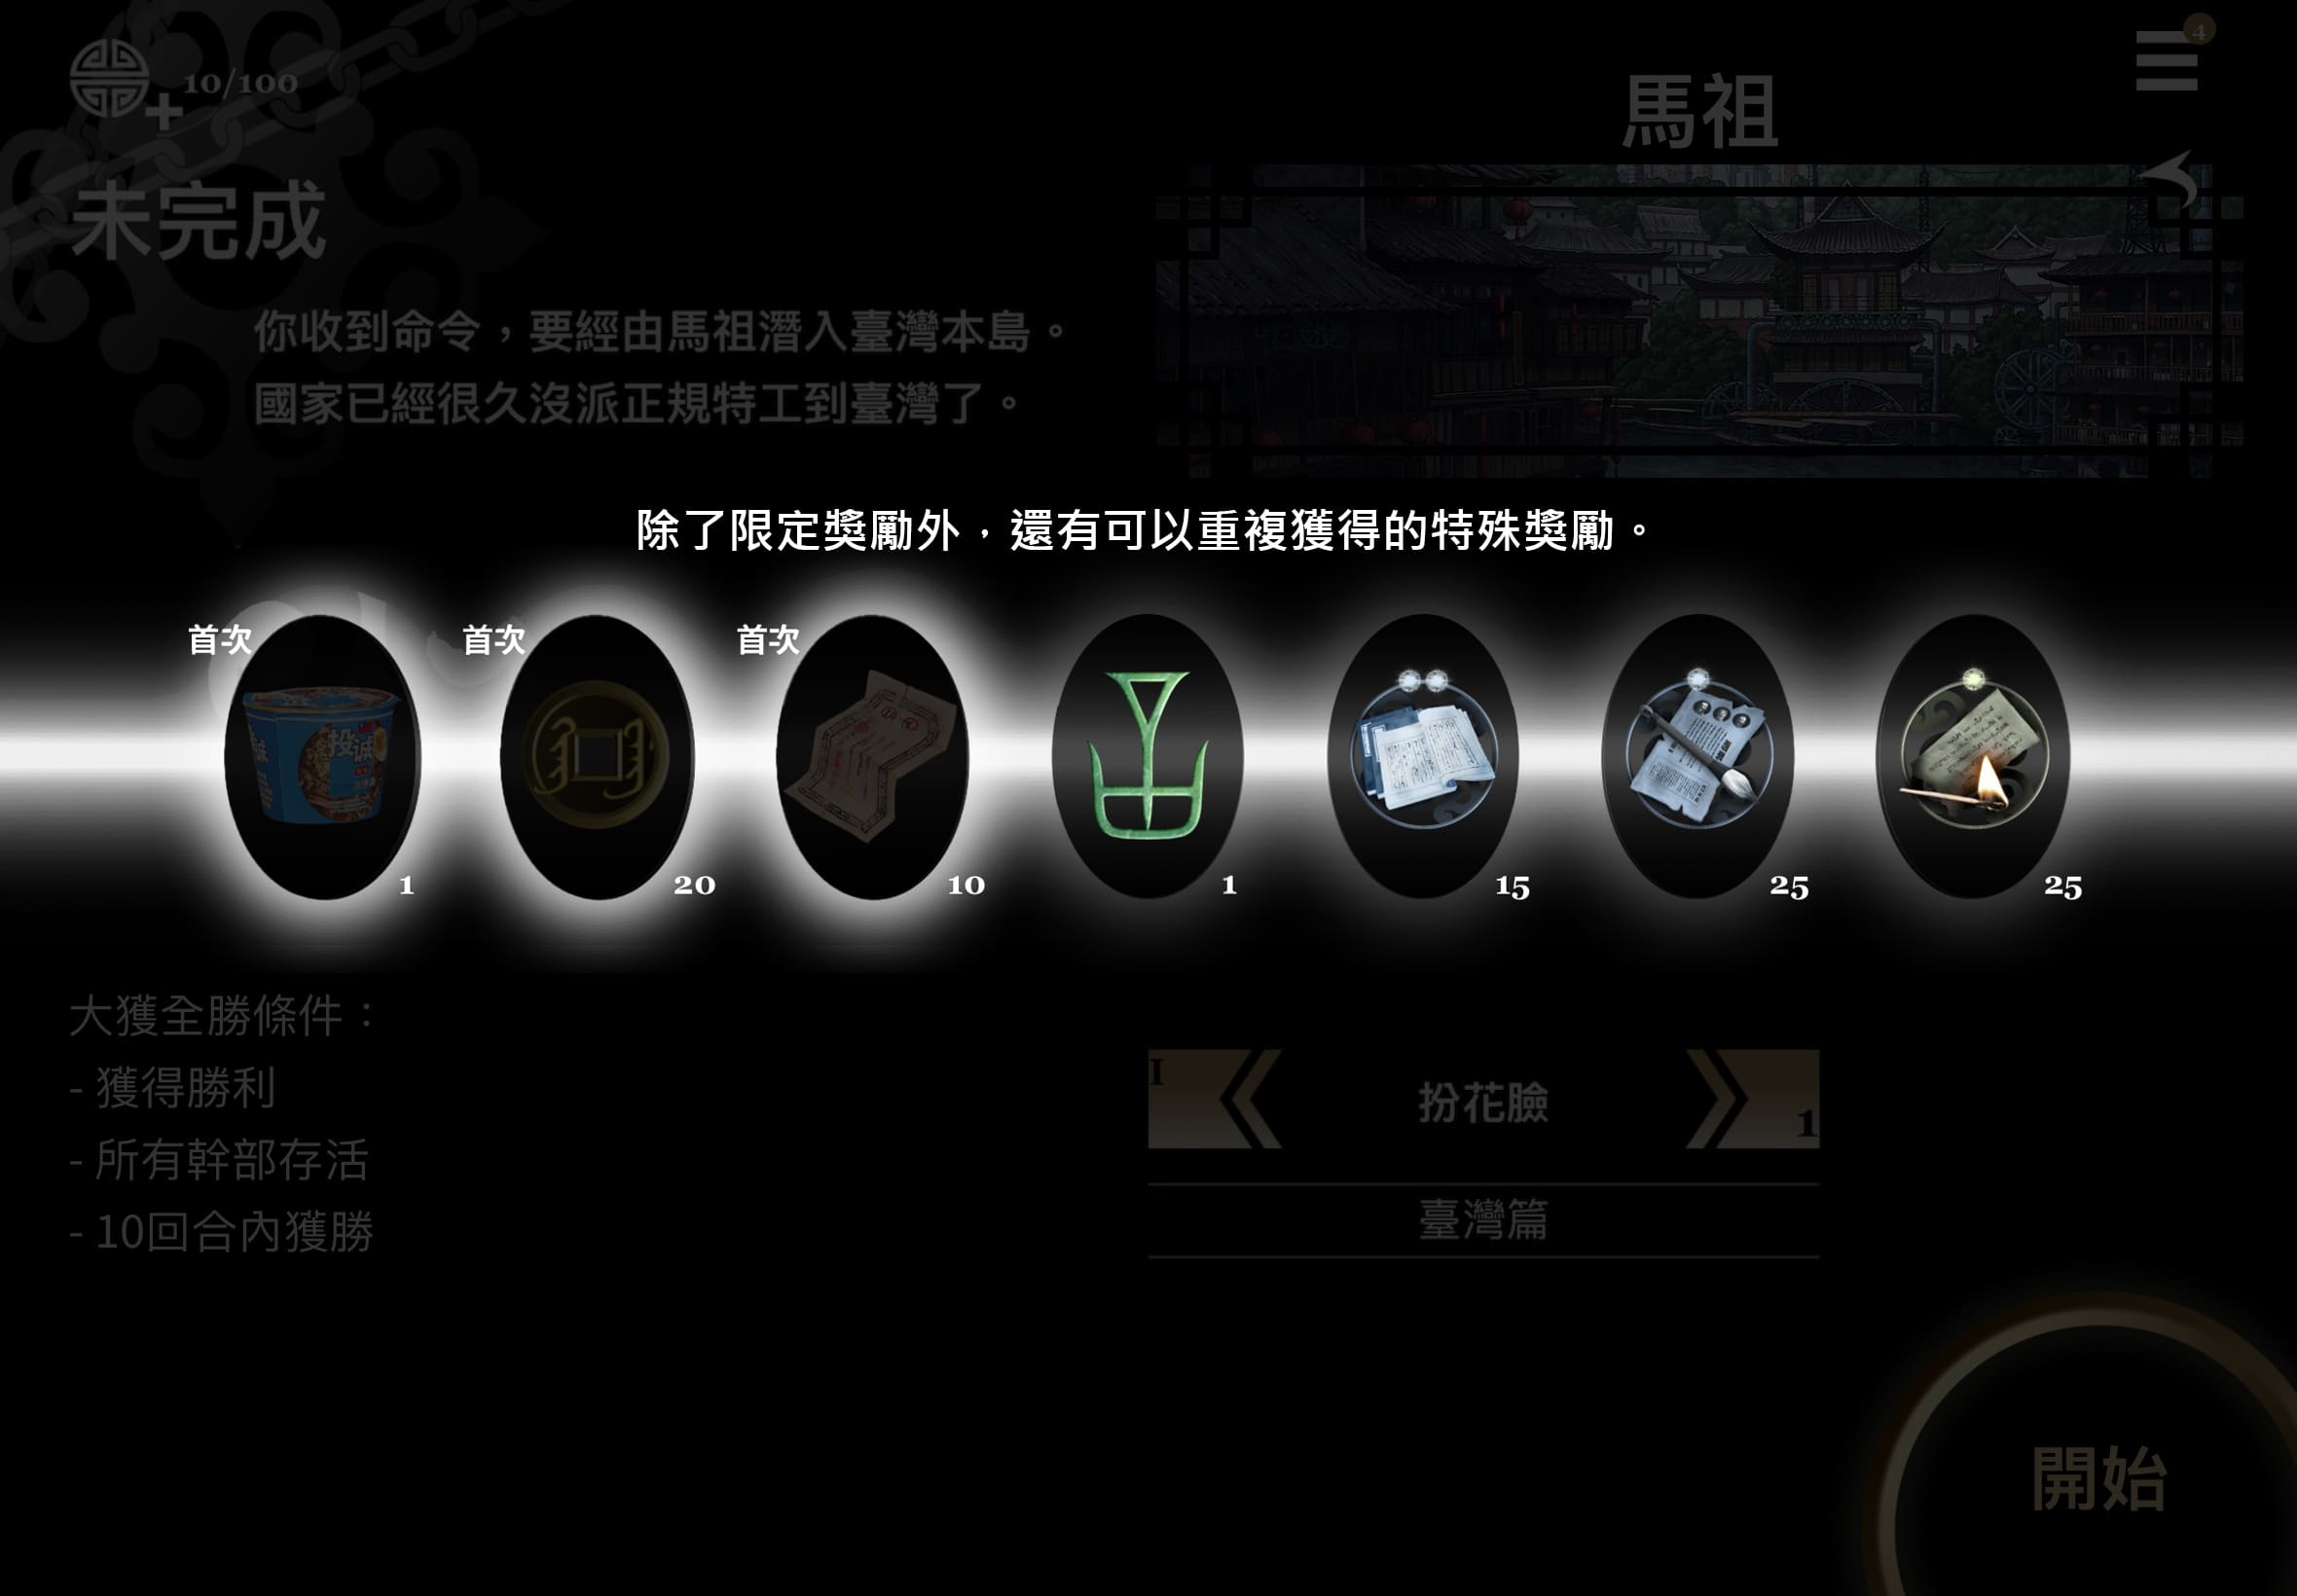 10/100
4
馬祖
未完成
你收到命令，要經由馬祖潛入臺灣本島。
國家已經很久沒派正規特工到臺灣了。
除了限定獎勵外，還有可以重複獲得的特殊獎勵。
首次
首次
首次
投誠
1
20
10
1
15
25
25
大獲全勝條件：
- 獲得勝利
- 所有幹部存活
- 10回合內獲勝
I
扮花臉
1
臺灣篇
開始